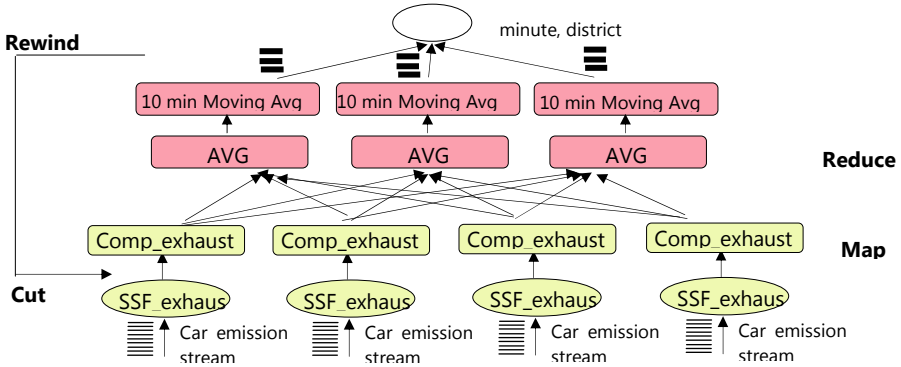 minute, district
Rewind
10 min Moving Avg
10 min Moving Avg
10 min Moving Avg
AVG
AVG
AVG
Reduce
Comp_exhaust
Comp_exhaust
Comp_exhaust
Comp_exhaust
Map
Cut
SSF_exhaus
SSF_exhaus
SSF_exhaus
SSF_exhaus
Car emission
stream
Car emission
stream
Car emission
stream
Car emission
stream